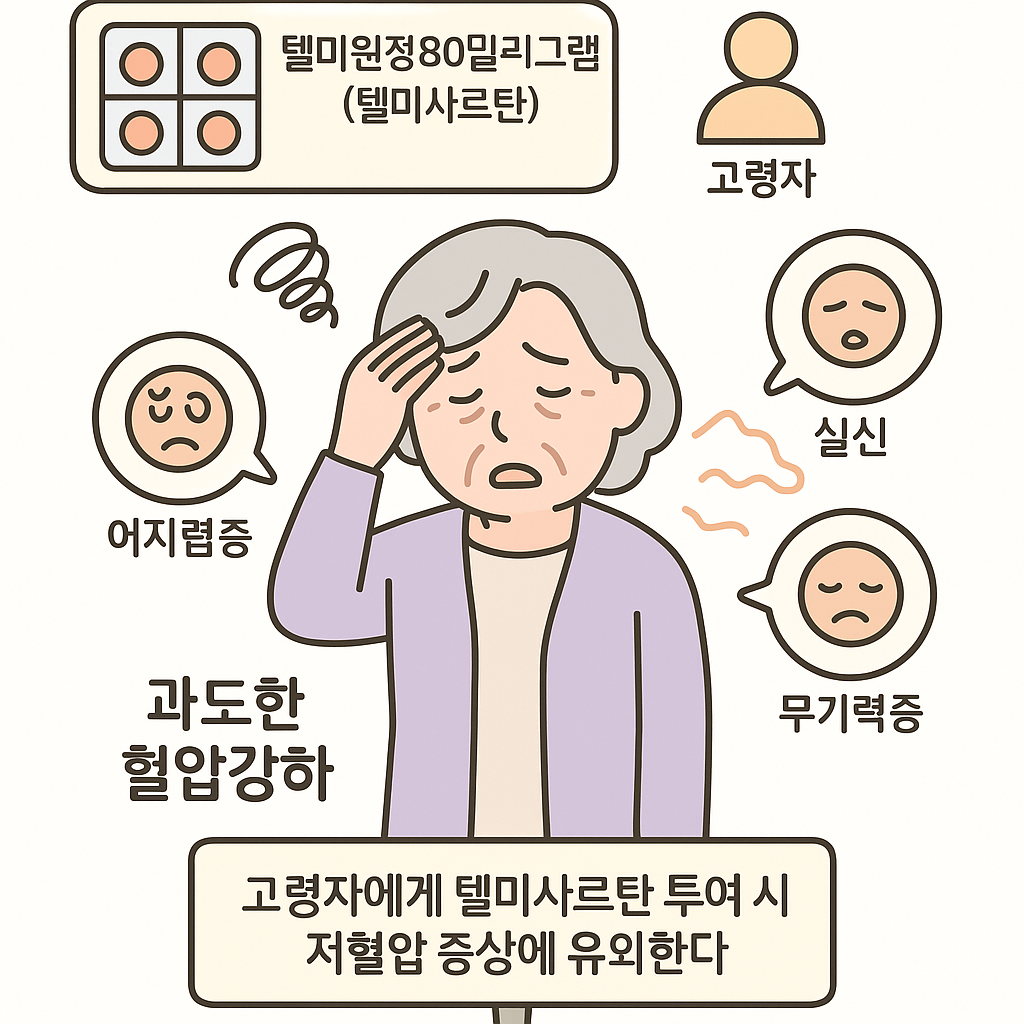 텔미원정80밀리그램
(텔미사르탄)
고령자
실신
어지렵증
무기력증
과도한
혈압강하
고령자에게 텔미사르탄 투여 시
저혈압 증상에 유외한다